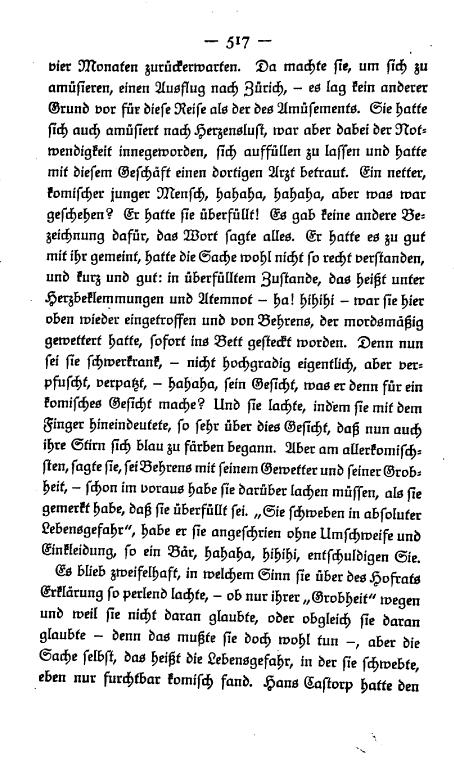 — 517 —
vier Monaten zurückerwarten. Da machte sie, um sich zu
amüsieren, einen Ausflug nach Zürich, – es lag kein anderer
Grund vor für diese Reise als der des Amüsements. Sie hatte
sich auch amüsiert nach Herzenslust, war aber dabei der Not-
wendigkeit innegeworden, sich auffüllen zu lassen und hatte
mit diesem Geschäft einen dortigen Arzt betraut. Ein netter,
komischer junger Mensch, hahaha, hahaha, aber was war
geschehen? Er hatte sie überfüllt! Es gab keine andere Be-
zeichnung dafür, das Wort sagte alles. Er hatte es zu gut
mit ihr gemeint, hatte die Sache wohl nicht so recht verstanden,
und kurz und gut: in überfülltem Zustande, das heißt unter
Herzbeklemmungen und Atemnot – ha! hihihi – war sie hier
oben wieder eingetroffen und von Behrens, der mordsmäßig
gewettert hatte, sofort ins Bett gesteckt worden. Denn nun
sei sie schwerkrank, – nicht hochgradig eigentlich, aber ver-
pfuscht, verpatzt, – hahaha, sein Gesicht, was er denn für ein
komisches Gesicht mache? Und sie lachte, indem sie mit dem
Finger hineindeutete, so sehr über dies Gesicht, daß nun auch
ihre Stirn sich blau zu färben begann. Aber am allerkomisch-
sten, sagte sie, sei Behrens mit seinem Gewetter und seiner Grob-
heit, – schon im voraus habe sie darüber lachen müssen, als sie
gemerkt habe, daß sie überfüllt sei. „Sie schweben in absoluter
Lebensgefahr“, habe er sie angeschrien ohne Umschweife und
Einkleidung, so ein Bär, hahaha, hihihi, entschuldigen Sie.
Es blieb zweifelhaft, in welchem Sinn sie über des Hofrats
Erklärung so perlend lachte, – ob nur ihrer „Grobheit“ wegen
und weil sie nicht daran glaubte, oder obgleich sie daran
glaubte – denn das mußte sie doch wohl tun –, aber die
Sache selbst, das heißt die Lebensgefahr, in der sie schwebte,
eben nur furchtbar komisch fand. Hans Castorp hatte den